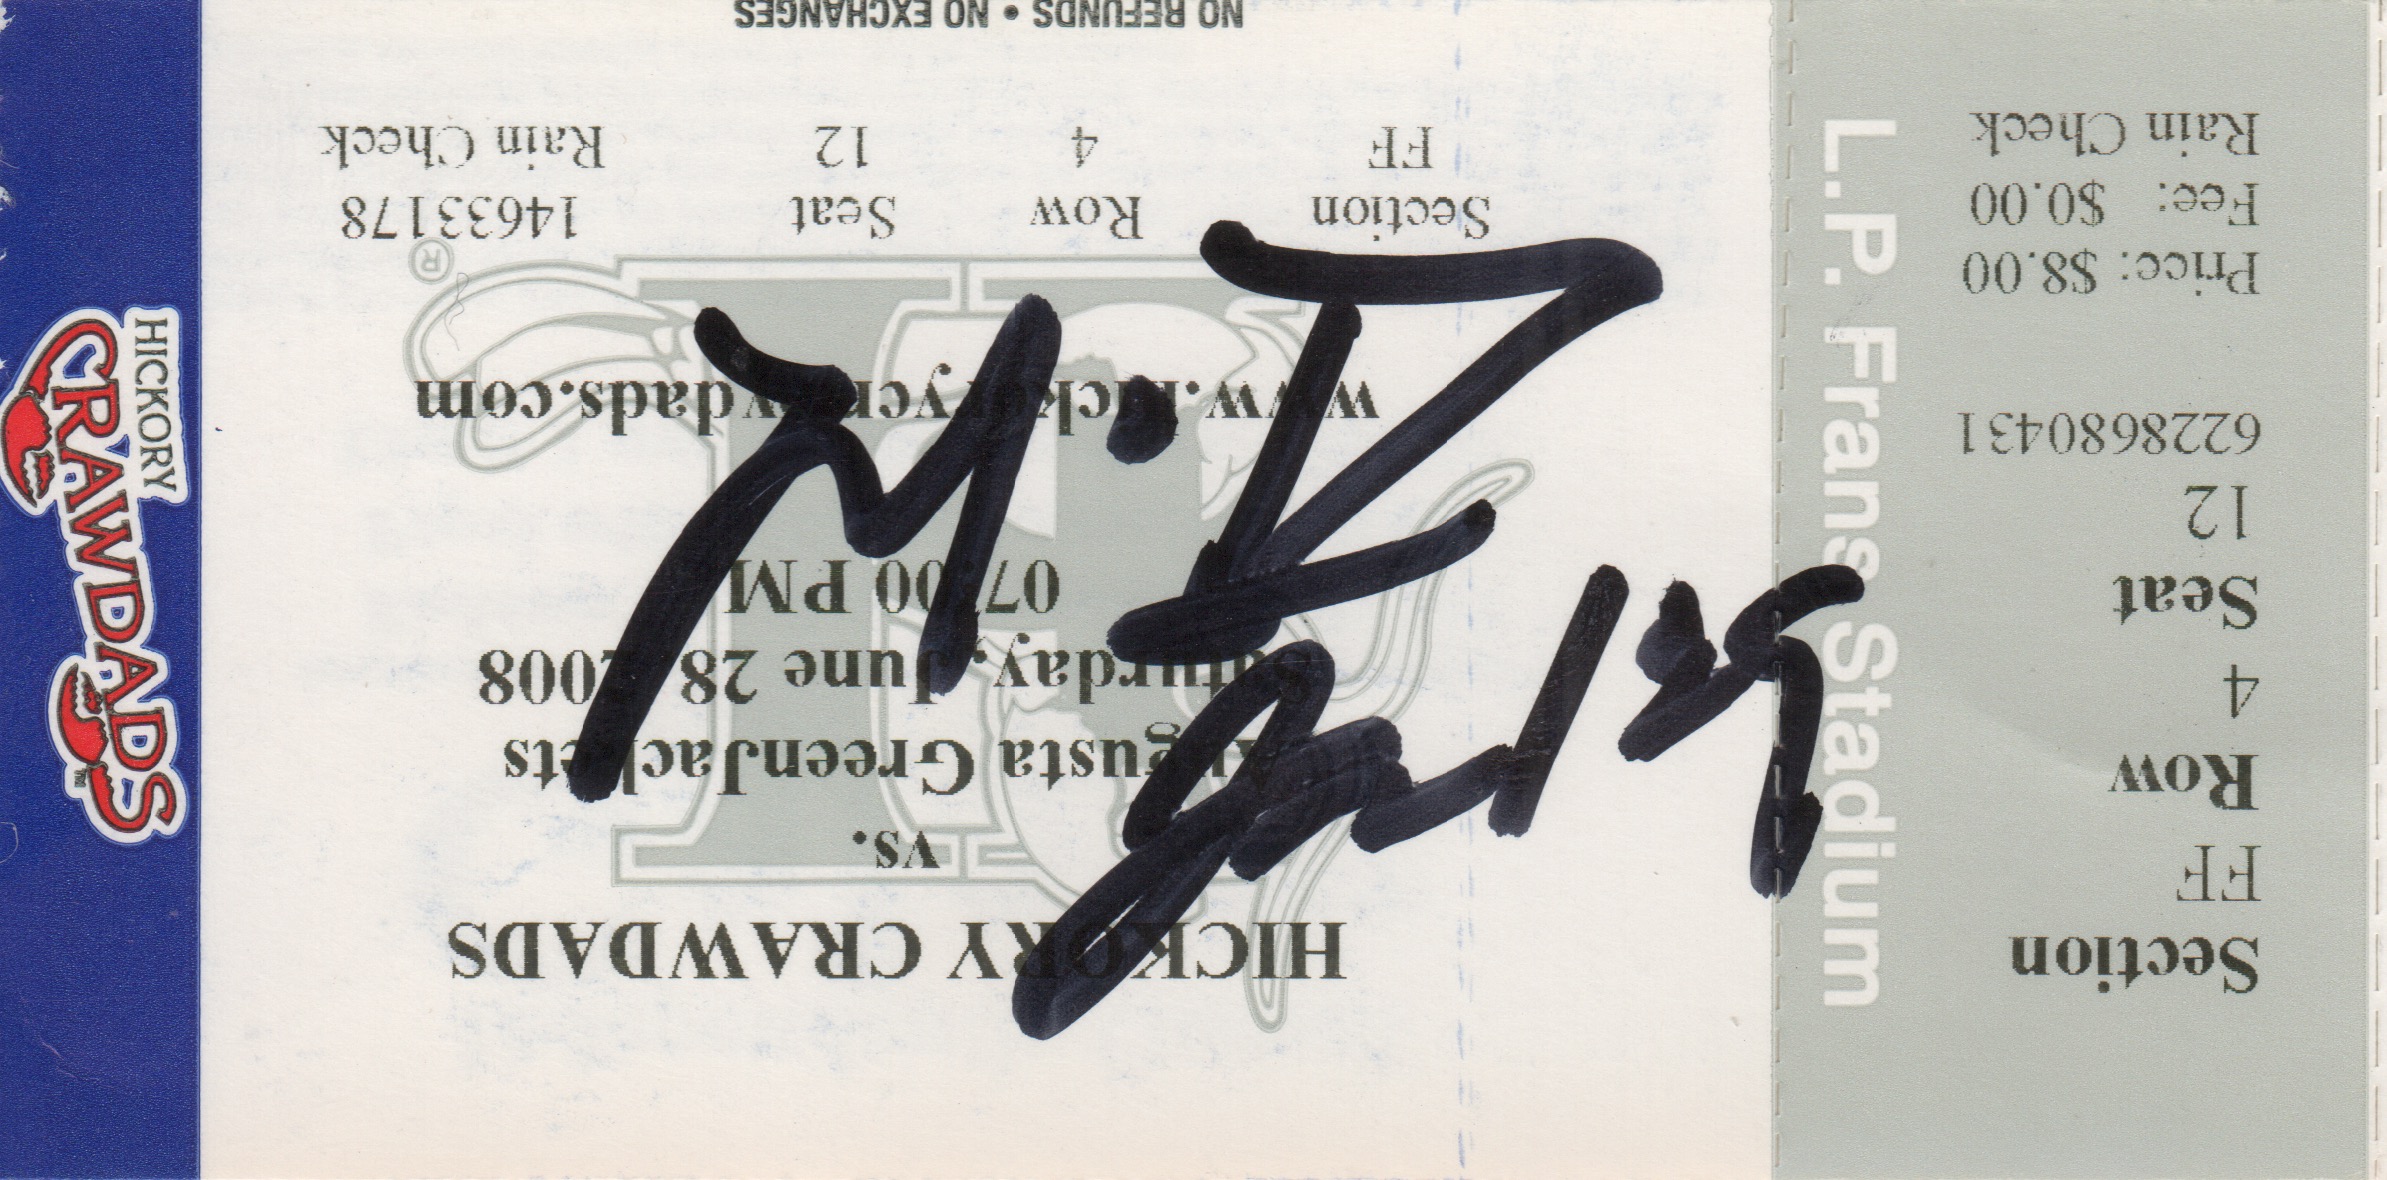 HICKORY CRAWDADS
vs.
Augusta GreenJackets
Saturday, June 28 2008
07:00 PM
www.hickorycrawdads.com
Section Row Seat 14633178
FF 4 12 Rain Check
NO REFUNDS • NO EXCHANGES
Section
FF
Row
4
Seat
12
6228680431
Price: $8.00
Fee: $0.00
Rain Check
L.P. Frans Stadium
HICKORY
CRAWDADS
TM
®